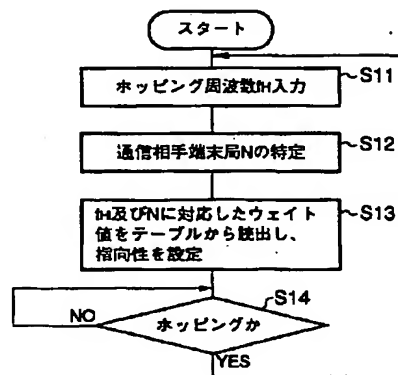 スタート
ホッピング周波数fH入力
S11
通信相手端末局Nの特定
S12
fH及びNに対応したウェイト
値をテーブルから読出し、
指向性を設定
S13
S14
ホッピングか
NO
YES